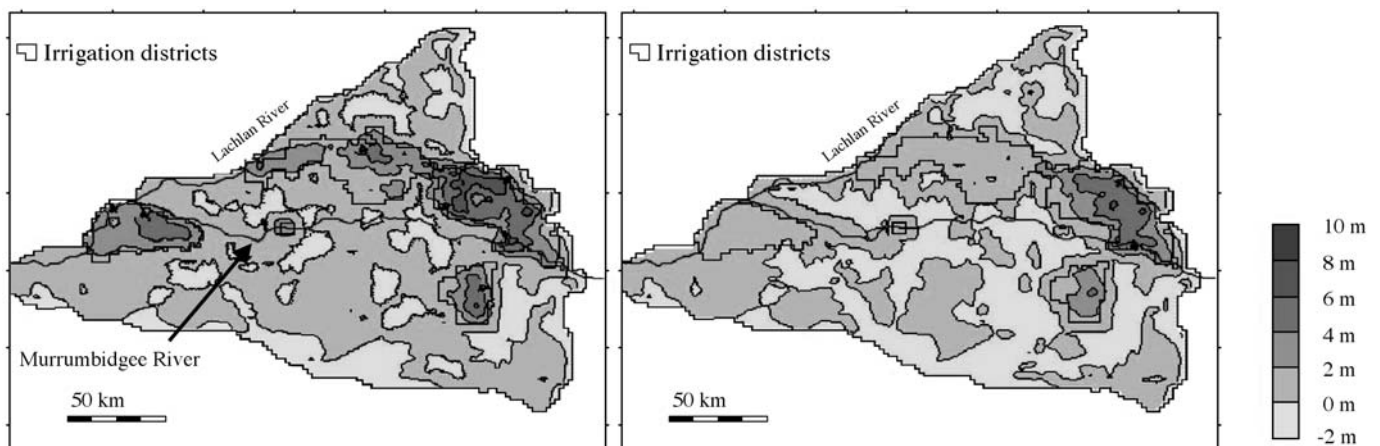 Irrigation districts
Lachlan River
Murrumbidgee River
50 km
Irrigation districts
Lachlan River
50 km
10 m
8 m
6 m
4 m
2 m
0 m
-2 m